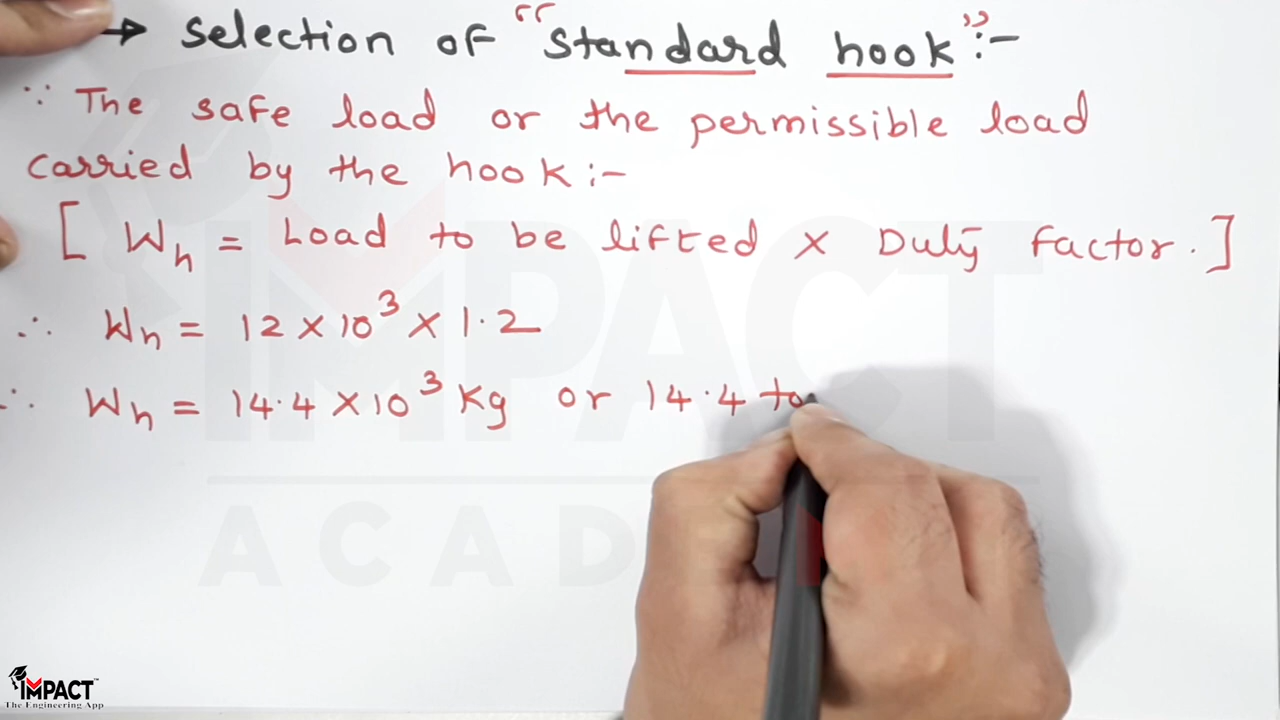 → selection of "standard hook":-
∵ The safe load or the permissible load
carried by the hook:-
[ Wh = Load to be lifted × Duty factor. ]
∴ Wh = 12 × 10³ × 1.2
∴ Wh = 14.4 × 10³ Kg or 14.4 to
IMPACT
ACADE
IMPACT™
The Engineering App